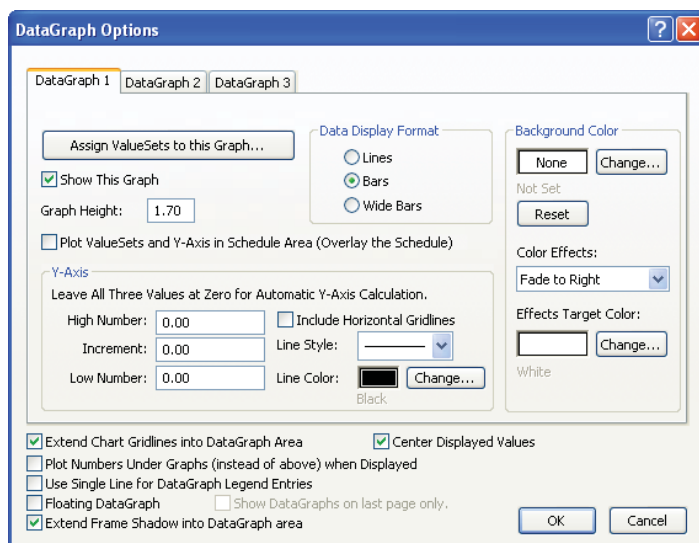 DataGraph Options
?
DataGraph 1 DataGraph 2 DataGraph 3
Assign ValueSets to this Graph...
Show This Graph
Graph Height: 1.70
Data Display Format
Lines
Bars
Wide Bars
Plot ValueSets and Y-Axis in Schedule Area (Overlay the Schedule)
Y-Axis
Leave All Three Values at Zero for Automatic Y-Axis Calculation.
High Number: 0.00
Increment: 0.00
Low Number: 0.00
Include Horizontal Gridlines
Line Style:
Line Color: Change...
Black
Background Color
None Change...
Not Set
Reset
Color Effects:
Fade to Right
Effects Target Color:
Change...
White
Extend Chart Gridlines into DataGraph Area
Center Displayed Values
Plot Numbers Under Graphs (instead of above) when Displayed
Use Single Line for DataGraph Legend Entries
Floating DataGraph
Show DataGraphs on last page only.
Extend Frame Shadow into DataGraph area
OK Cancel